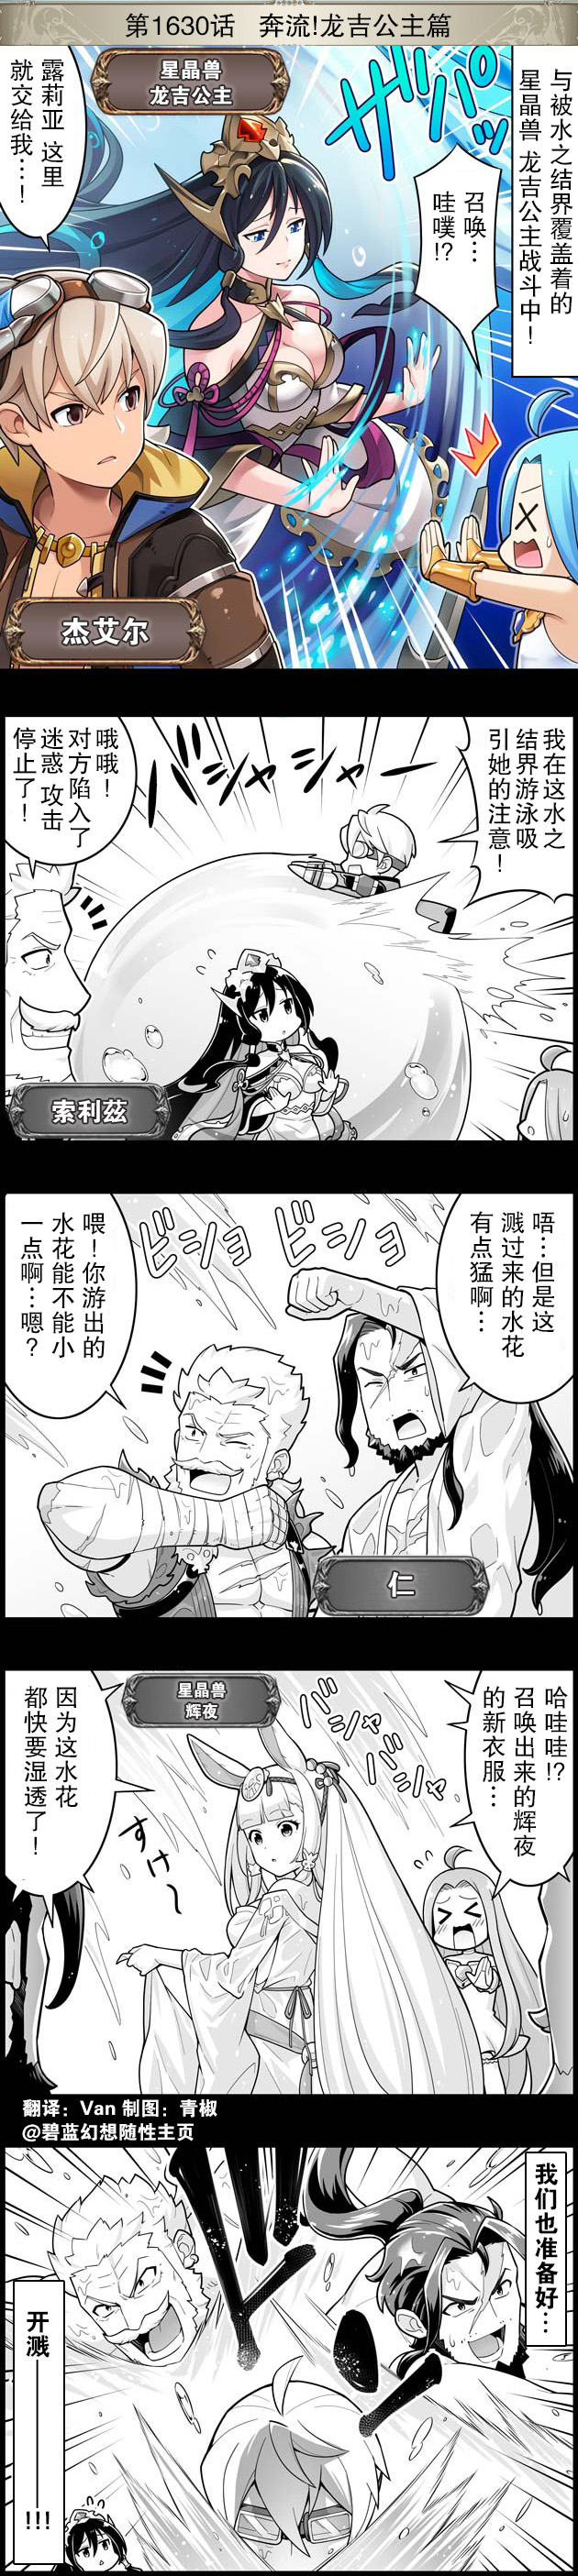 第1630话 奔流!龙吉公主篇
与被水之结界覆盖着的
星晶兽 龙吉公主战斗中!
ザパパッ
召唤…
哇噗!?
星晶兽
龙吉公主
露莉亚 这里
就交给我…!
杰艾尔
我在这水之
结界游泳吸
引她的注意!
バシャバシャー
哦哦!
对方陷入了
迷惑 攻击
停止了!
索利兹
唔…但是这
溅过来的水花
有点猛啊…
ビショビショ
喂!你游出的
水花能不能小
一点啊…嗯?
仁
哈哇哇!?
召唤出来的辉夜
的新衣服…
星晶兽
辉夜
バシャバシャ
因为这水花
都快要湿透了!
すけ〜
翻译：Van 制图：青椒
@碧蓝幻想随性主页
我们也准备好…
开溅————!!!